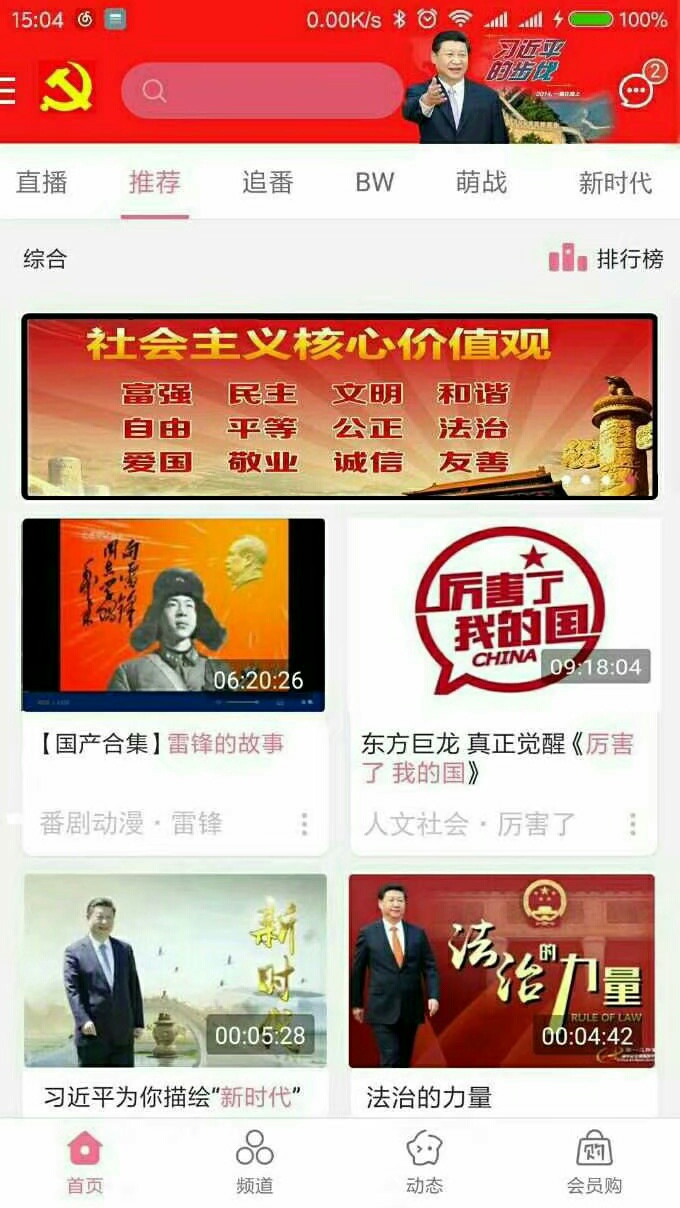 15:04 0.00K/s 100%
习近平
的步伐
2
直播 推荐 追番 BW 萌战 新时代
综合 排行榜
社会主义核心价值观
富强 民主 文明 和谐
自由 平等 公正 法治
爱国 敬业 诚信 友善
向雷锋
同志学习
06:20:26
厉害了
我的国
CHINA
09:18:04
【国产合集】雷锋的故事
番剧动漫 · 雷锋
东方巨龙 真正觉醒《厉害
了 我的国》
人文社会 · 厉害了
新时代
00:05:28
法治的力量
RULE OF LAW
00:04:42
习近平为你描绘“新时代”
法治的力量
首页 频道 动态 会员购